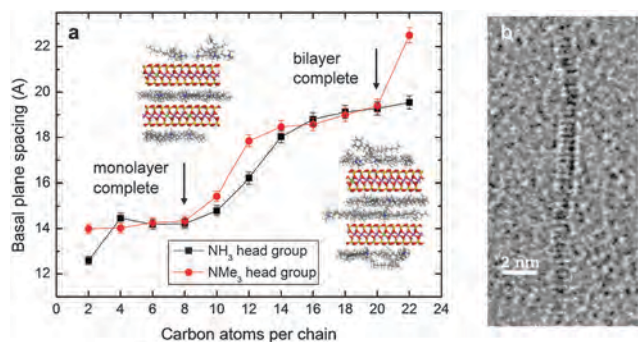 a
Basal plane spacing (A)
22
20
18
16
14
12
bilayer
complete
monolayer
complete
NH3 head group
NMe3 head group
0 2 4 6 8 10 12 14 16 18 20 22 24
Carbon atoms per chain
b
2 nm